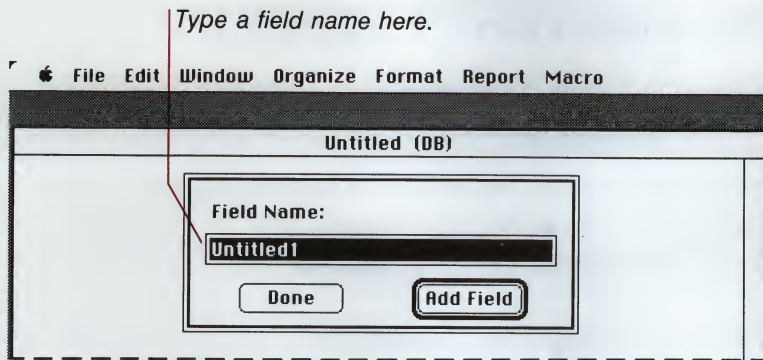 Type a field name here.
File Edit Window Organize Format Report Macro
Untitled (DB)
Field Name:
Untitled1
Done Add Field